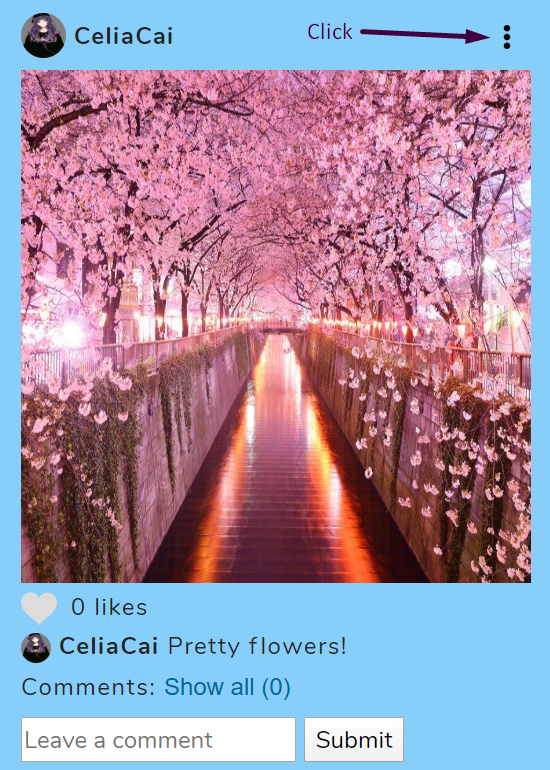 CeliaCai
Click
0 likes
CeliaCai Pretty flowers!
Comments: Show all (0)
Leave a comment
Submit